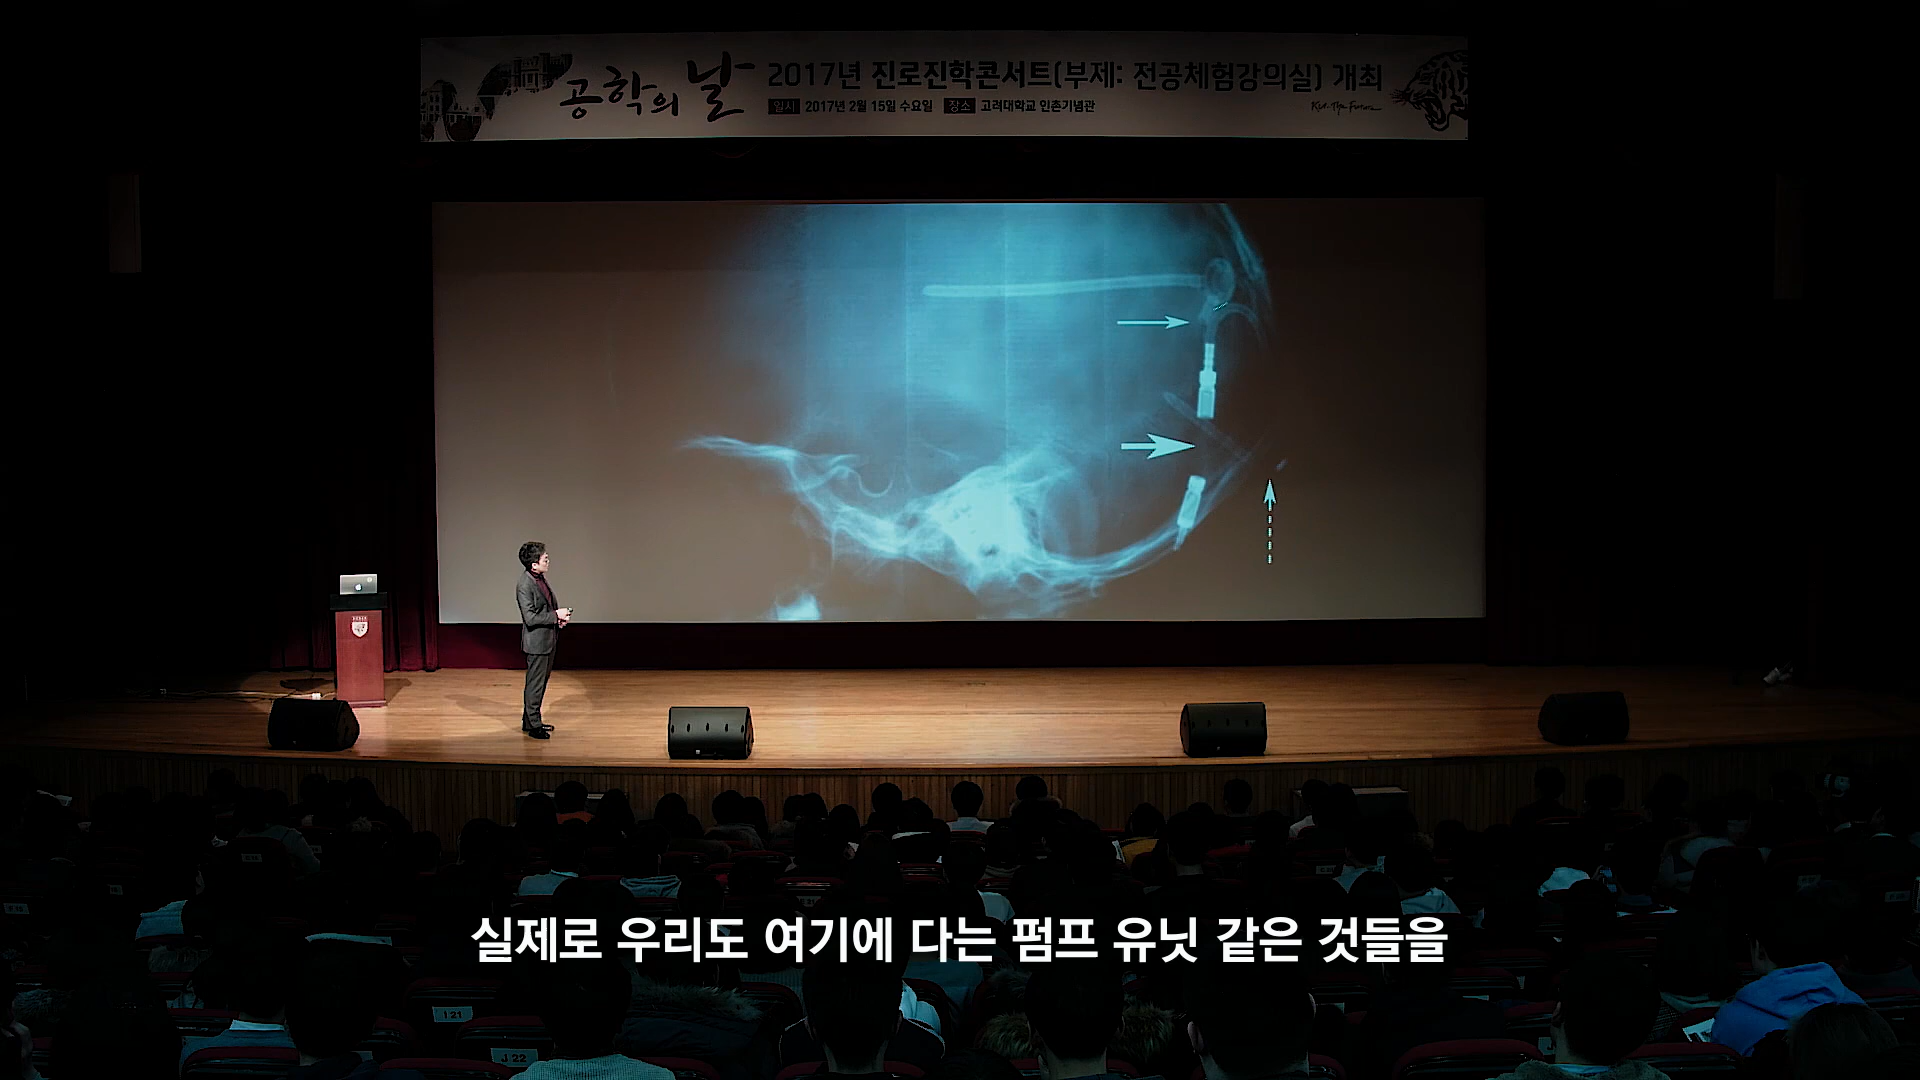 공학의 날
2017년 진로진학콘서트(부제: 전공체험강의실) 개최
일시 2017년 2월 15일 수요일 장소 고려대학교 인촌기념관
실제로 우리도 여기에 다는 펌프 유닛 같은 것들을
I 21
J 22